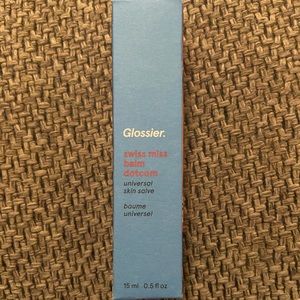 Glossier.
swiss miss
balm
dotcom
universal
skin salve
baume
universel
15 ml 0.5 fl oz